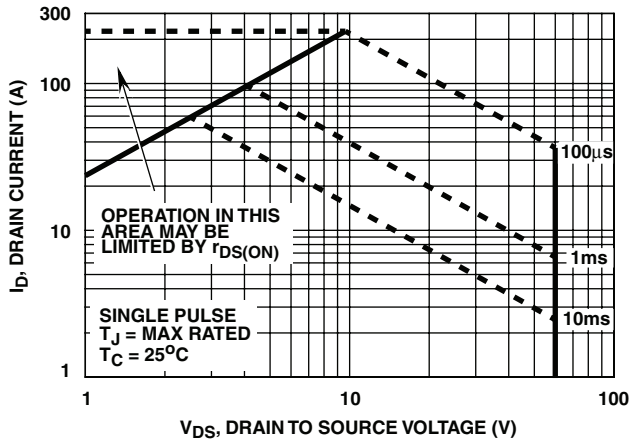 300
100
10
1
I_D, DRAIN CURRENT (A)
100µs
OPERATION IN THIS
AREA MAY BE
LIMITED BY r_DS(ON)
1ms
SINGLE PULSE
T_J = MAX RATED
T_C = 25°C
10ms
1
10
100
V_DS, DRAIN TO SOURCE VOLTAGE (V)